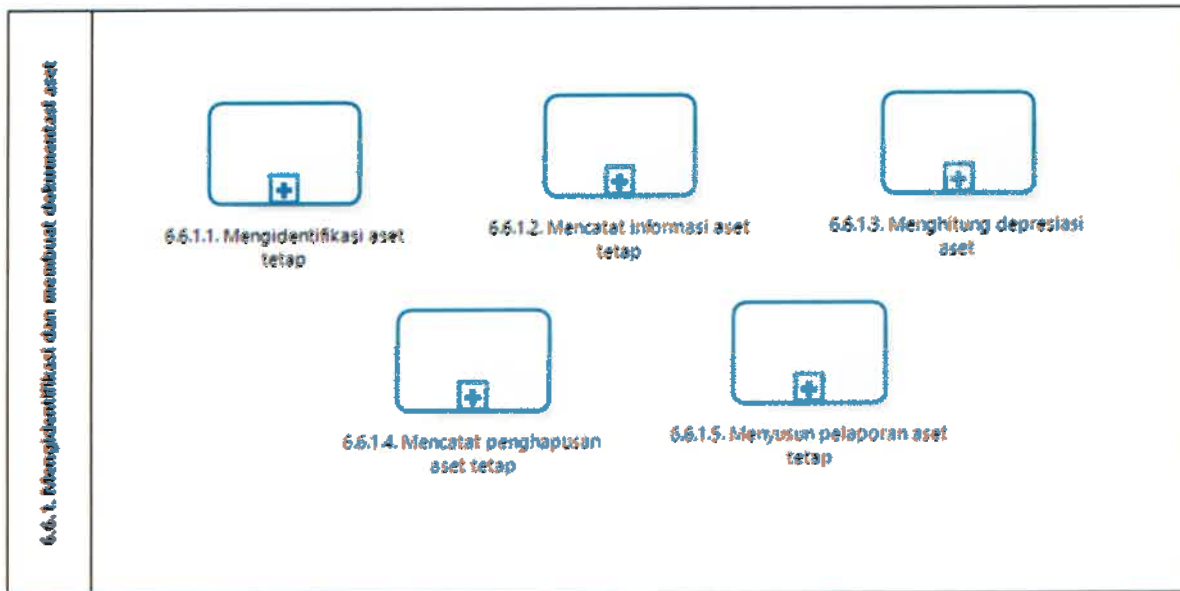 6.6.1. Mengidentifikasi dan membuat dokumentasi aset
6.6.1.1. Mengidentifikasi aset
tetap
6.6.1.2. Mencatat informasi aset
tetap
6.6.1.3. Menghitung depresiasi
aset
6.6.1.4. Mencatat penghapusan
aset tetap
6.6.1.5. Menyusun pelaporan aset
tetap